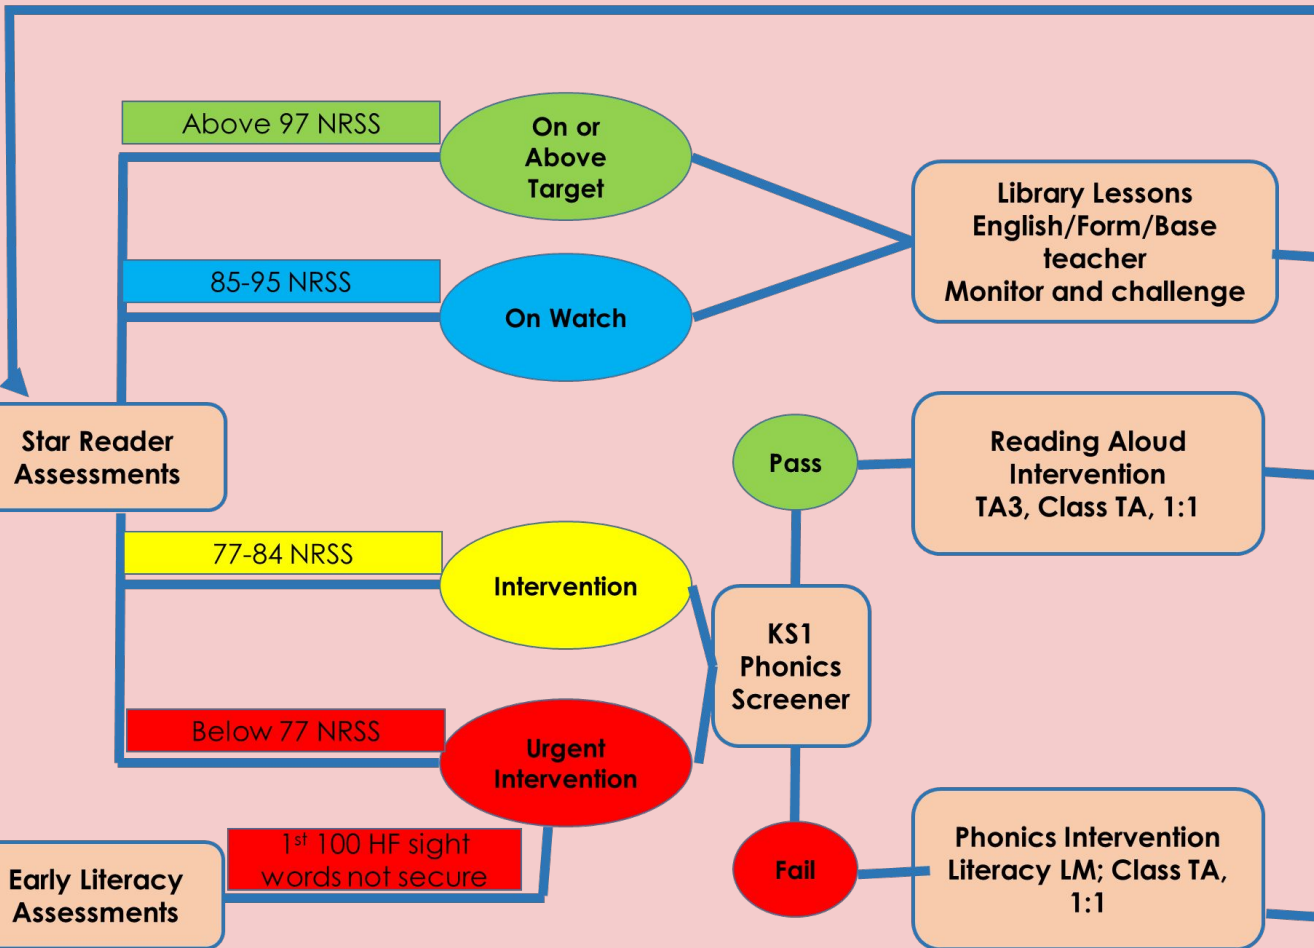 Above 97 NRSS
On or
Above
Target
Library Lessons
English/Form/Base
teacher
Monitor and challenge
85-95 NRSS
On Watch
Star Reader
Assessments
Pass
Reading Aloud
Intervention
TA3, Class TA, 1:1
77-84 NRSS
Intervention
KS1
Phonics
Screener
Below 77 NRSS
Urgent
Intervention
1st 100 HF sight
words not secure
Early Literacy
Assessments
Fail
Phonics Intervention
Literacy LM; Class TA,
1:1